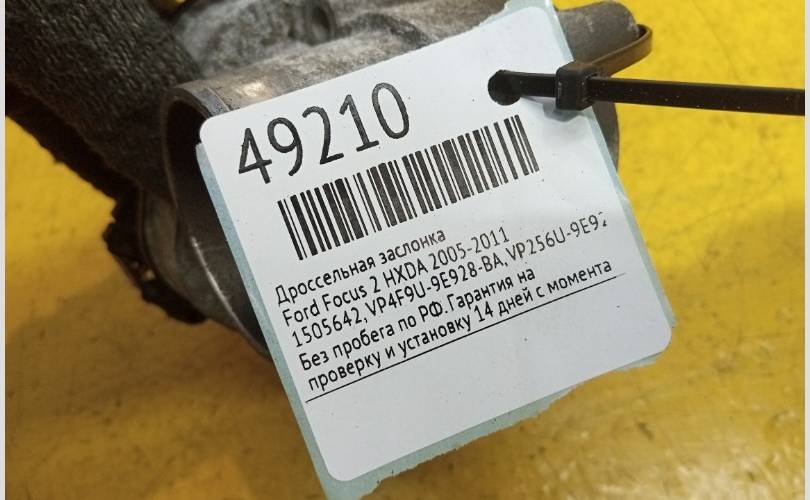 49210
Дроссельная заслонка
Ford Focus 2 HXDA 2005-2011
1505642, VP4F9U-9E928-BA, VP256U-9E92
Без пробега по РФ.Гарантия на
проверку и установку 14 дней с момента